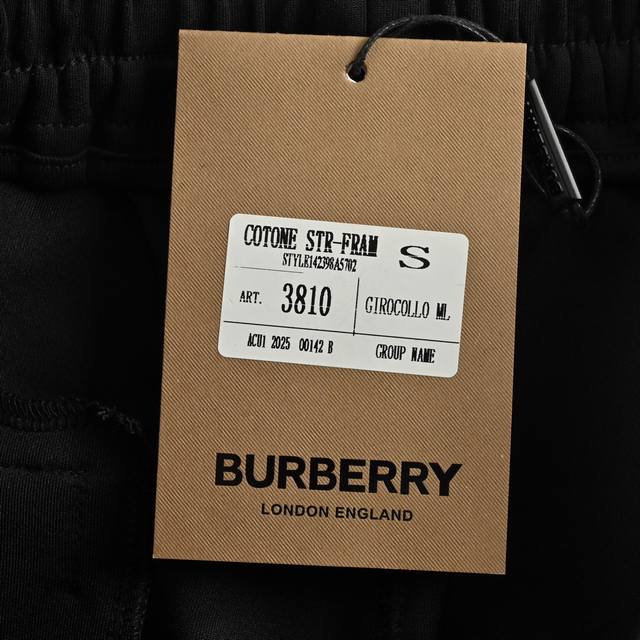 COTONE STR-FRAM S
STYLE142398A5702
ART. 3810
GIROCOLLO ML
ACU1 2025 00142 B
GROUP NAME
BURBERRY
LONDON ENGLAND